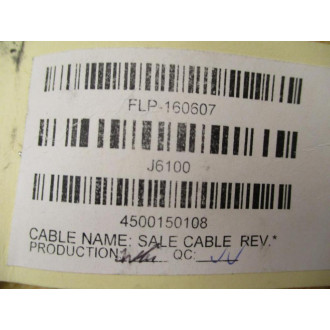 FLP-160607
J6100
4500150108
CABLE NAME: SALE CABLE REV.*
PRODUCTION: QC: